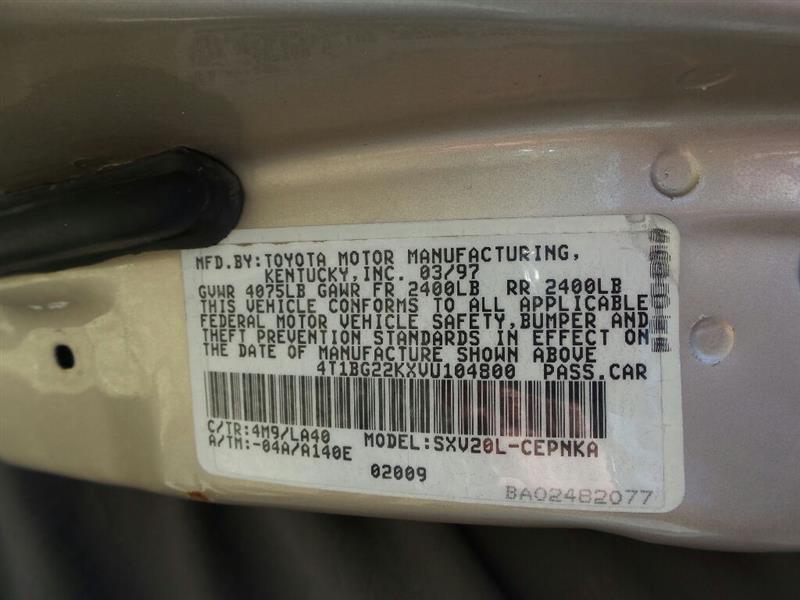 MFD.BY:TOYOTA MOTOR MANUFACTURING,
KENTUCKY,INC. 03/97
GVWR 4075LB GAWR FR 2400LB RR 2400LB
THIS VEHICLE CONFORMS TO ALL APPLICABLE
FEDERAL MOTOR VEHICLE SAFETY,BUMPER AND
THEFT PREVENTION STANDARDS IN EFFECT ON
THE DATE OF MANUFACTURE SHOWN ABOVE
4T1BG22KXVU104800 PASS.CAR
C/TR:4M9/LA40 MODEL:SXV20L-CEPNKA
A/TM:-04A/A140E
02009
BA02482077